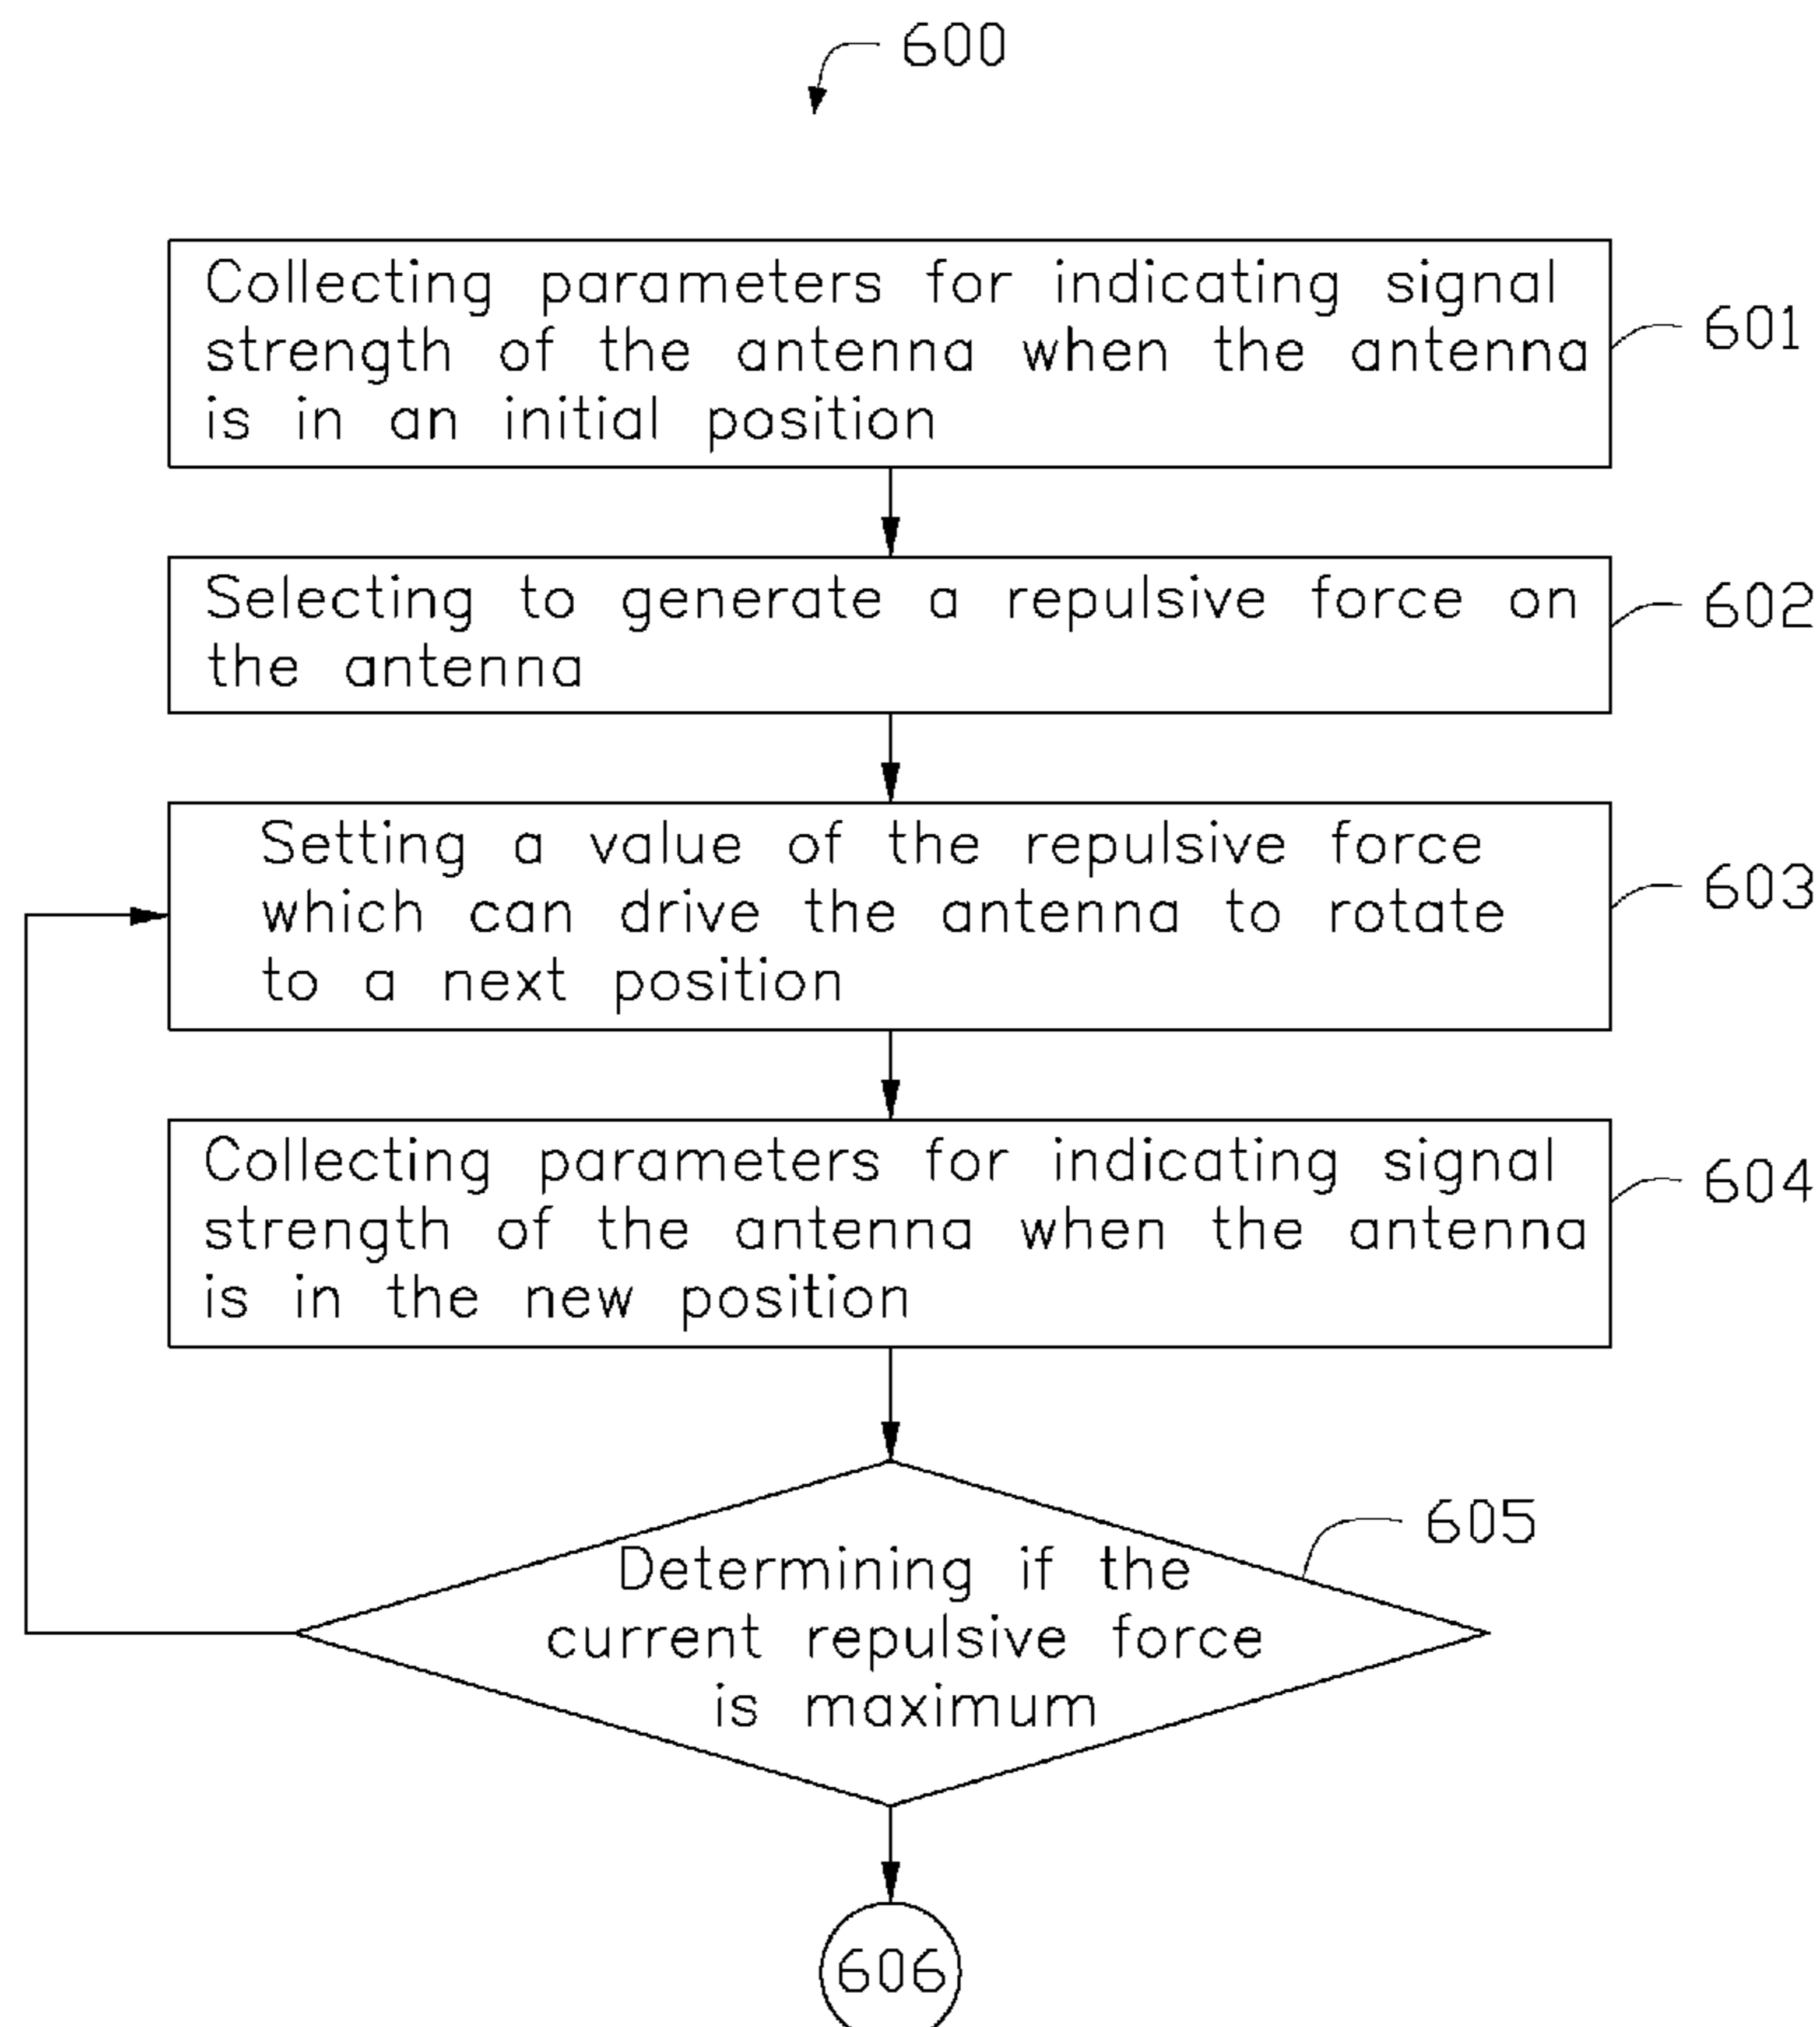 600
Collecting parameters for indicating signal
strength of the antenna when the antenna
is in an initial position
601
Selecting to generate a repulsive force on
the antenna
602
Setting a value of the repulsive force
which can drive the antenna to rotate
to a next position
603
Collecting parameters for indicating signal
strength of the antenna when the antenna
is in the new position
604
Determining if the
current repulsive force
is maximum
605
606